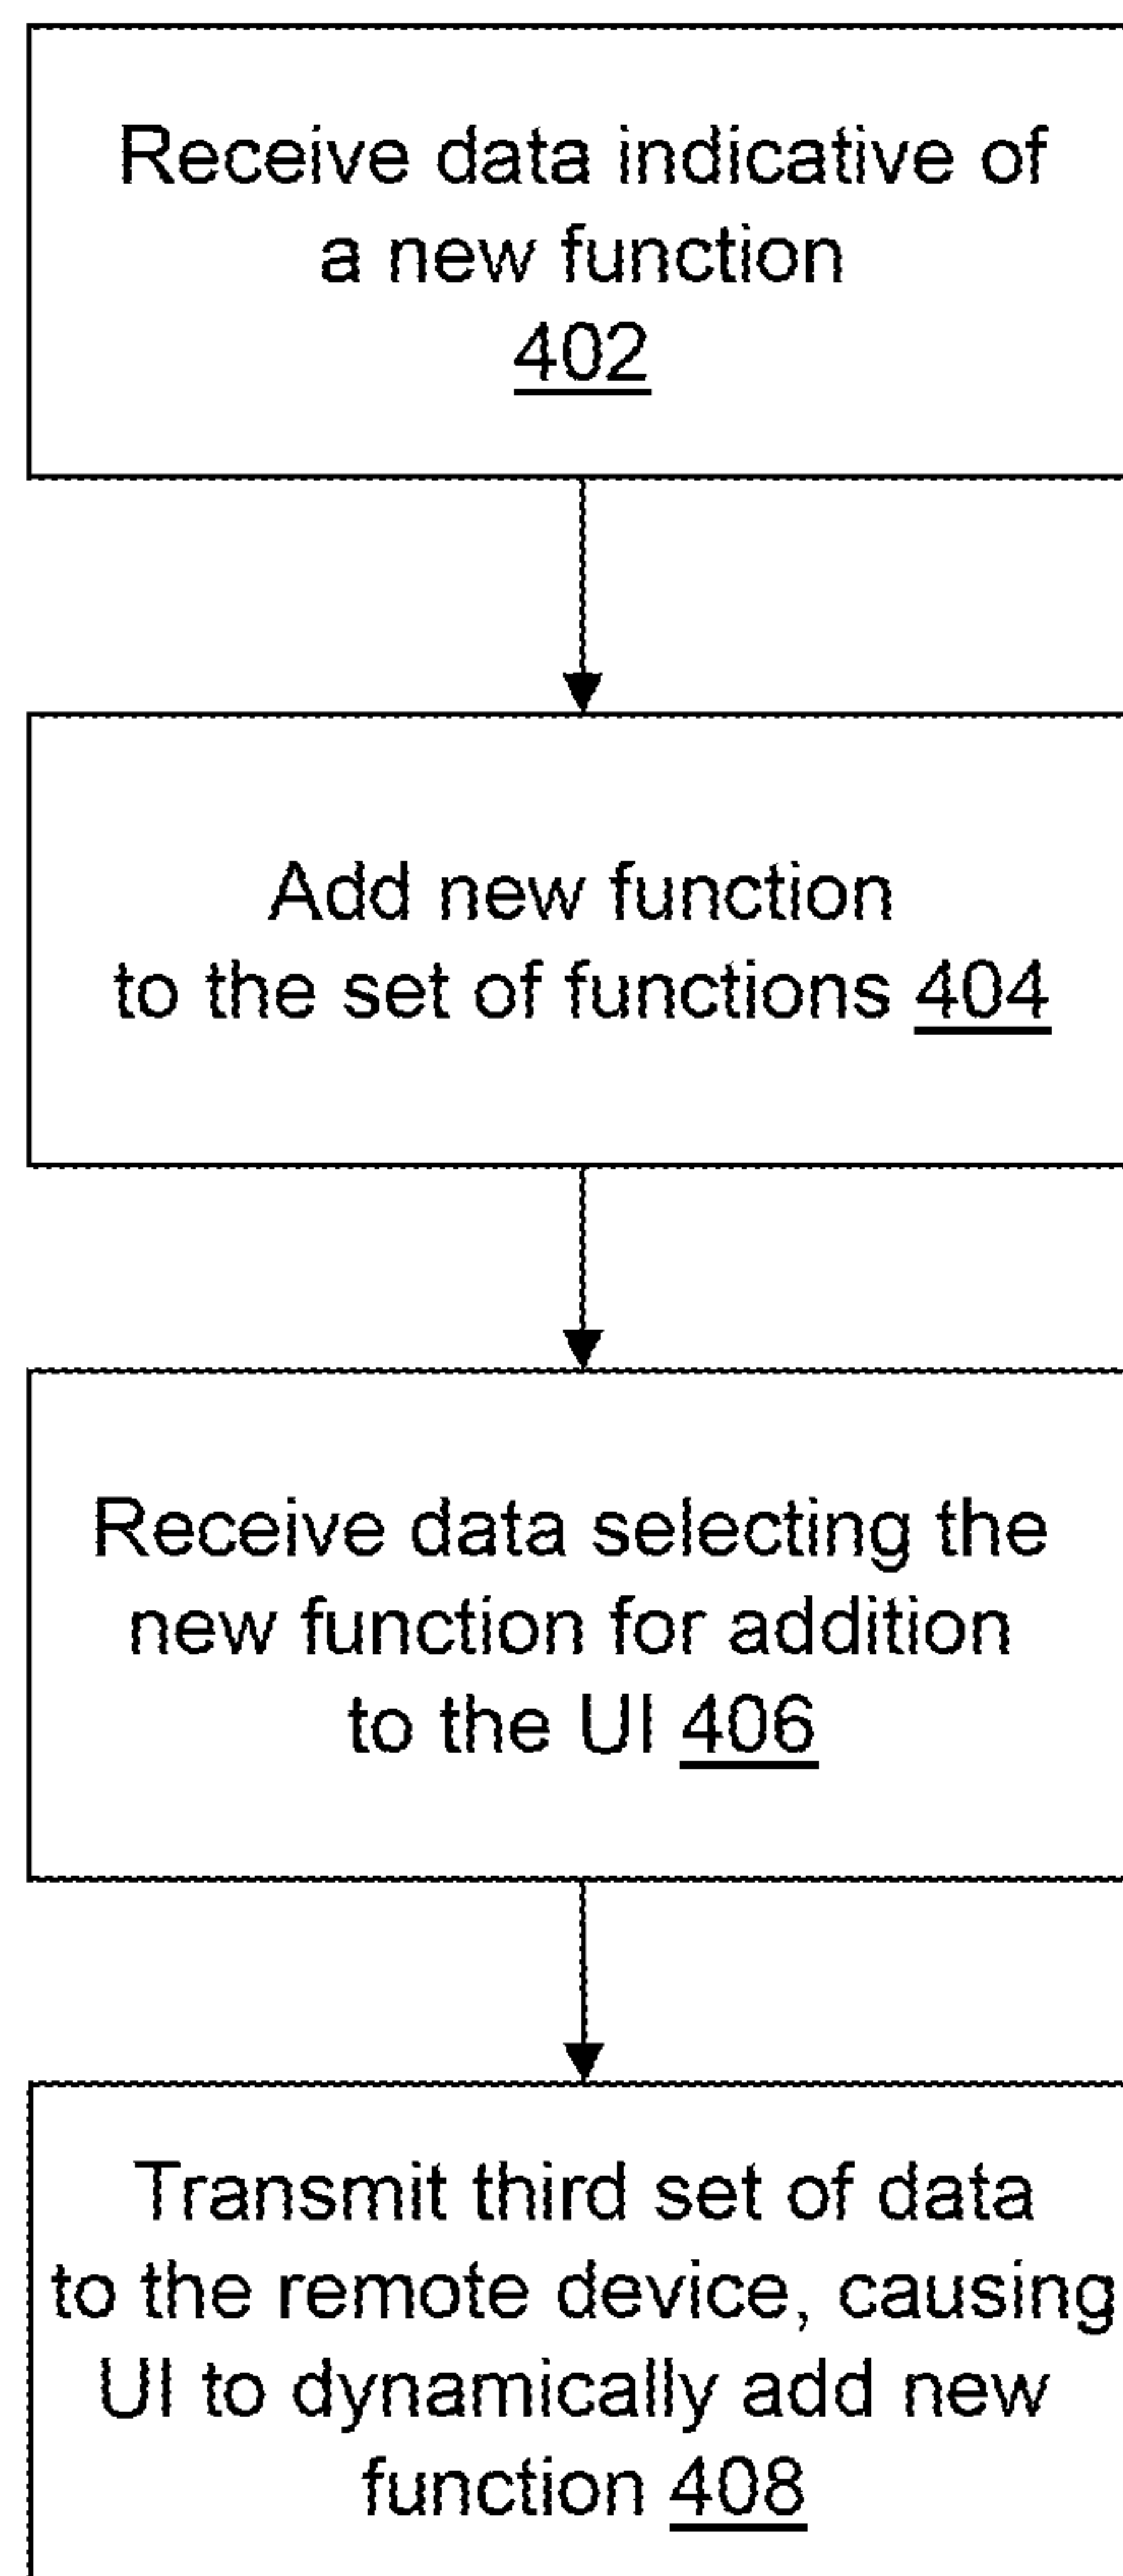 Receive data indicative of
a new function
402
Add new function
to the set of functions 404
Receive data selecting the
new function for addition
to the UI 406
Transmit third set of data
to the remote device, causing
UI to dynamically add new
function 408